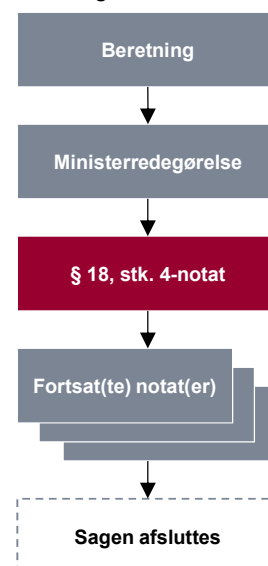 Beretning
Ministerredegørelse
§ 18, stk. 4-notat
Fortsat(te) notat(er)
Sagen afsluttes